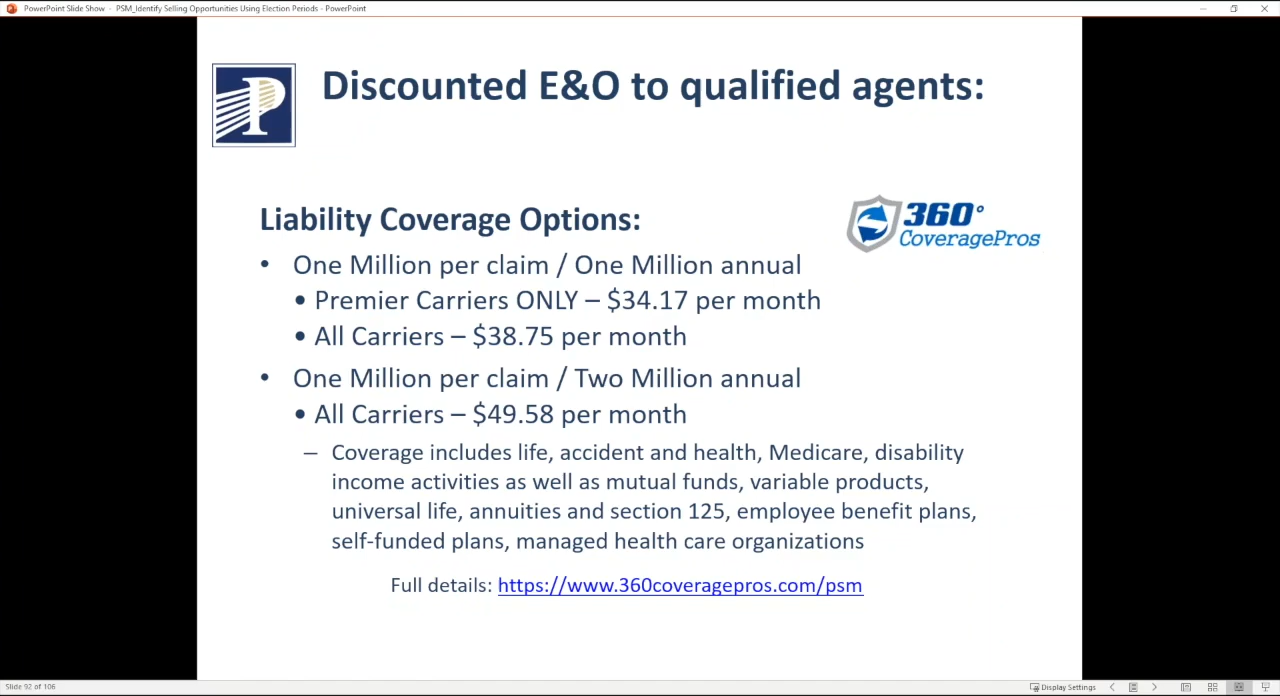 PowerPoint Slide Show - PSM_Identify Selling Opportunities Using Election Periods - PowerPoint
P
Discounted E&O to qualified agents:
360°
CoveragePros
Liability Coverage Options:
• One Million per claim / One Million annual
• Premier Carriers ONLY – $34.17 per month
• All Carriers – $38.75 per month
• One Million per claim / Two Million annual
• All Carriers – $49.58 per month
– Coverage includes life, accident and health, Medicare, disability
income activities as well as mutual funds, variable products,
universal life, annuities and section 125, employee benefit plans,
self-funded plans, managed health care organizations
Full details: https://www.360coveragepros.com/psm
Slide 92 of 106
Display Settings